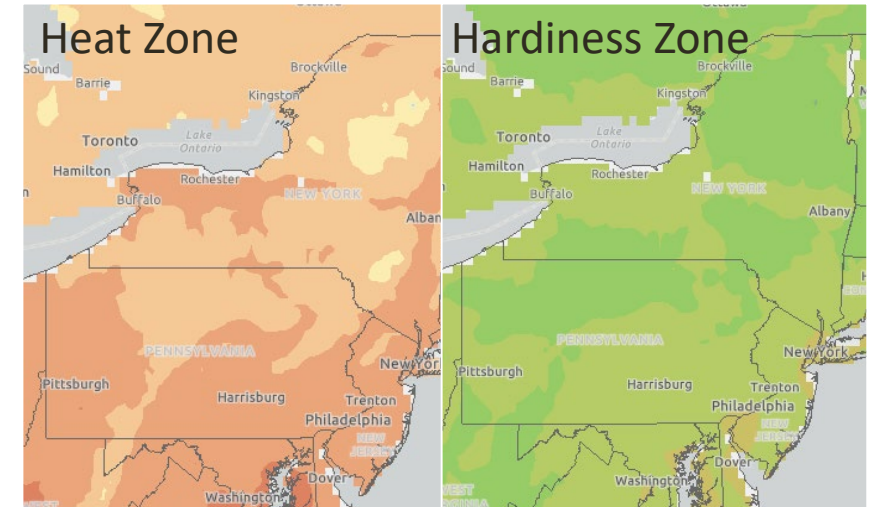 Heat Zone
Sound
Barrie
Brockville
Kingston
Toronto
Lake
Ontario
Hamilton
Rochester
NEW YORK
Buffalo
Alban
PENNSYLVANIA
New York
Pittsburgh
Harrisburg
Trenton
Philadelphia
NEW
JERSEY
Dover
Washington
Hardiness Zone
Sound
Barrie
Brockville
Kingston
Toronto
Lake
Ontario
Hamilton
Rochester
NEW YORK
Buffalo
Albany
PENNSYLVANIA
New York
Pittsburgh
Harrisburg
Trenton
Philadelphia
NEW
JERSEY
Dover
Washington